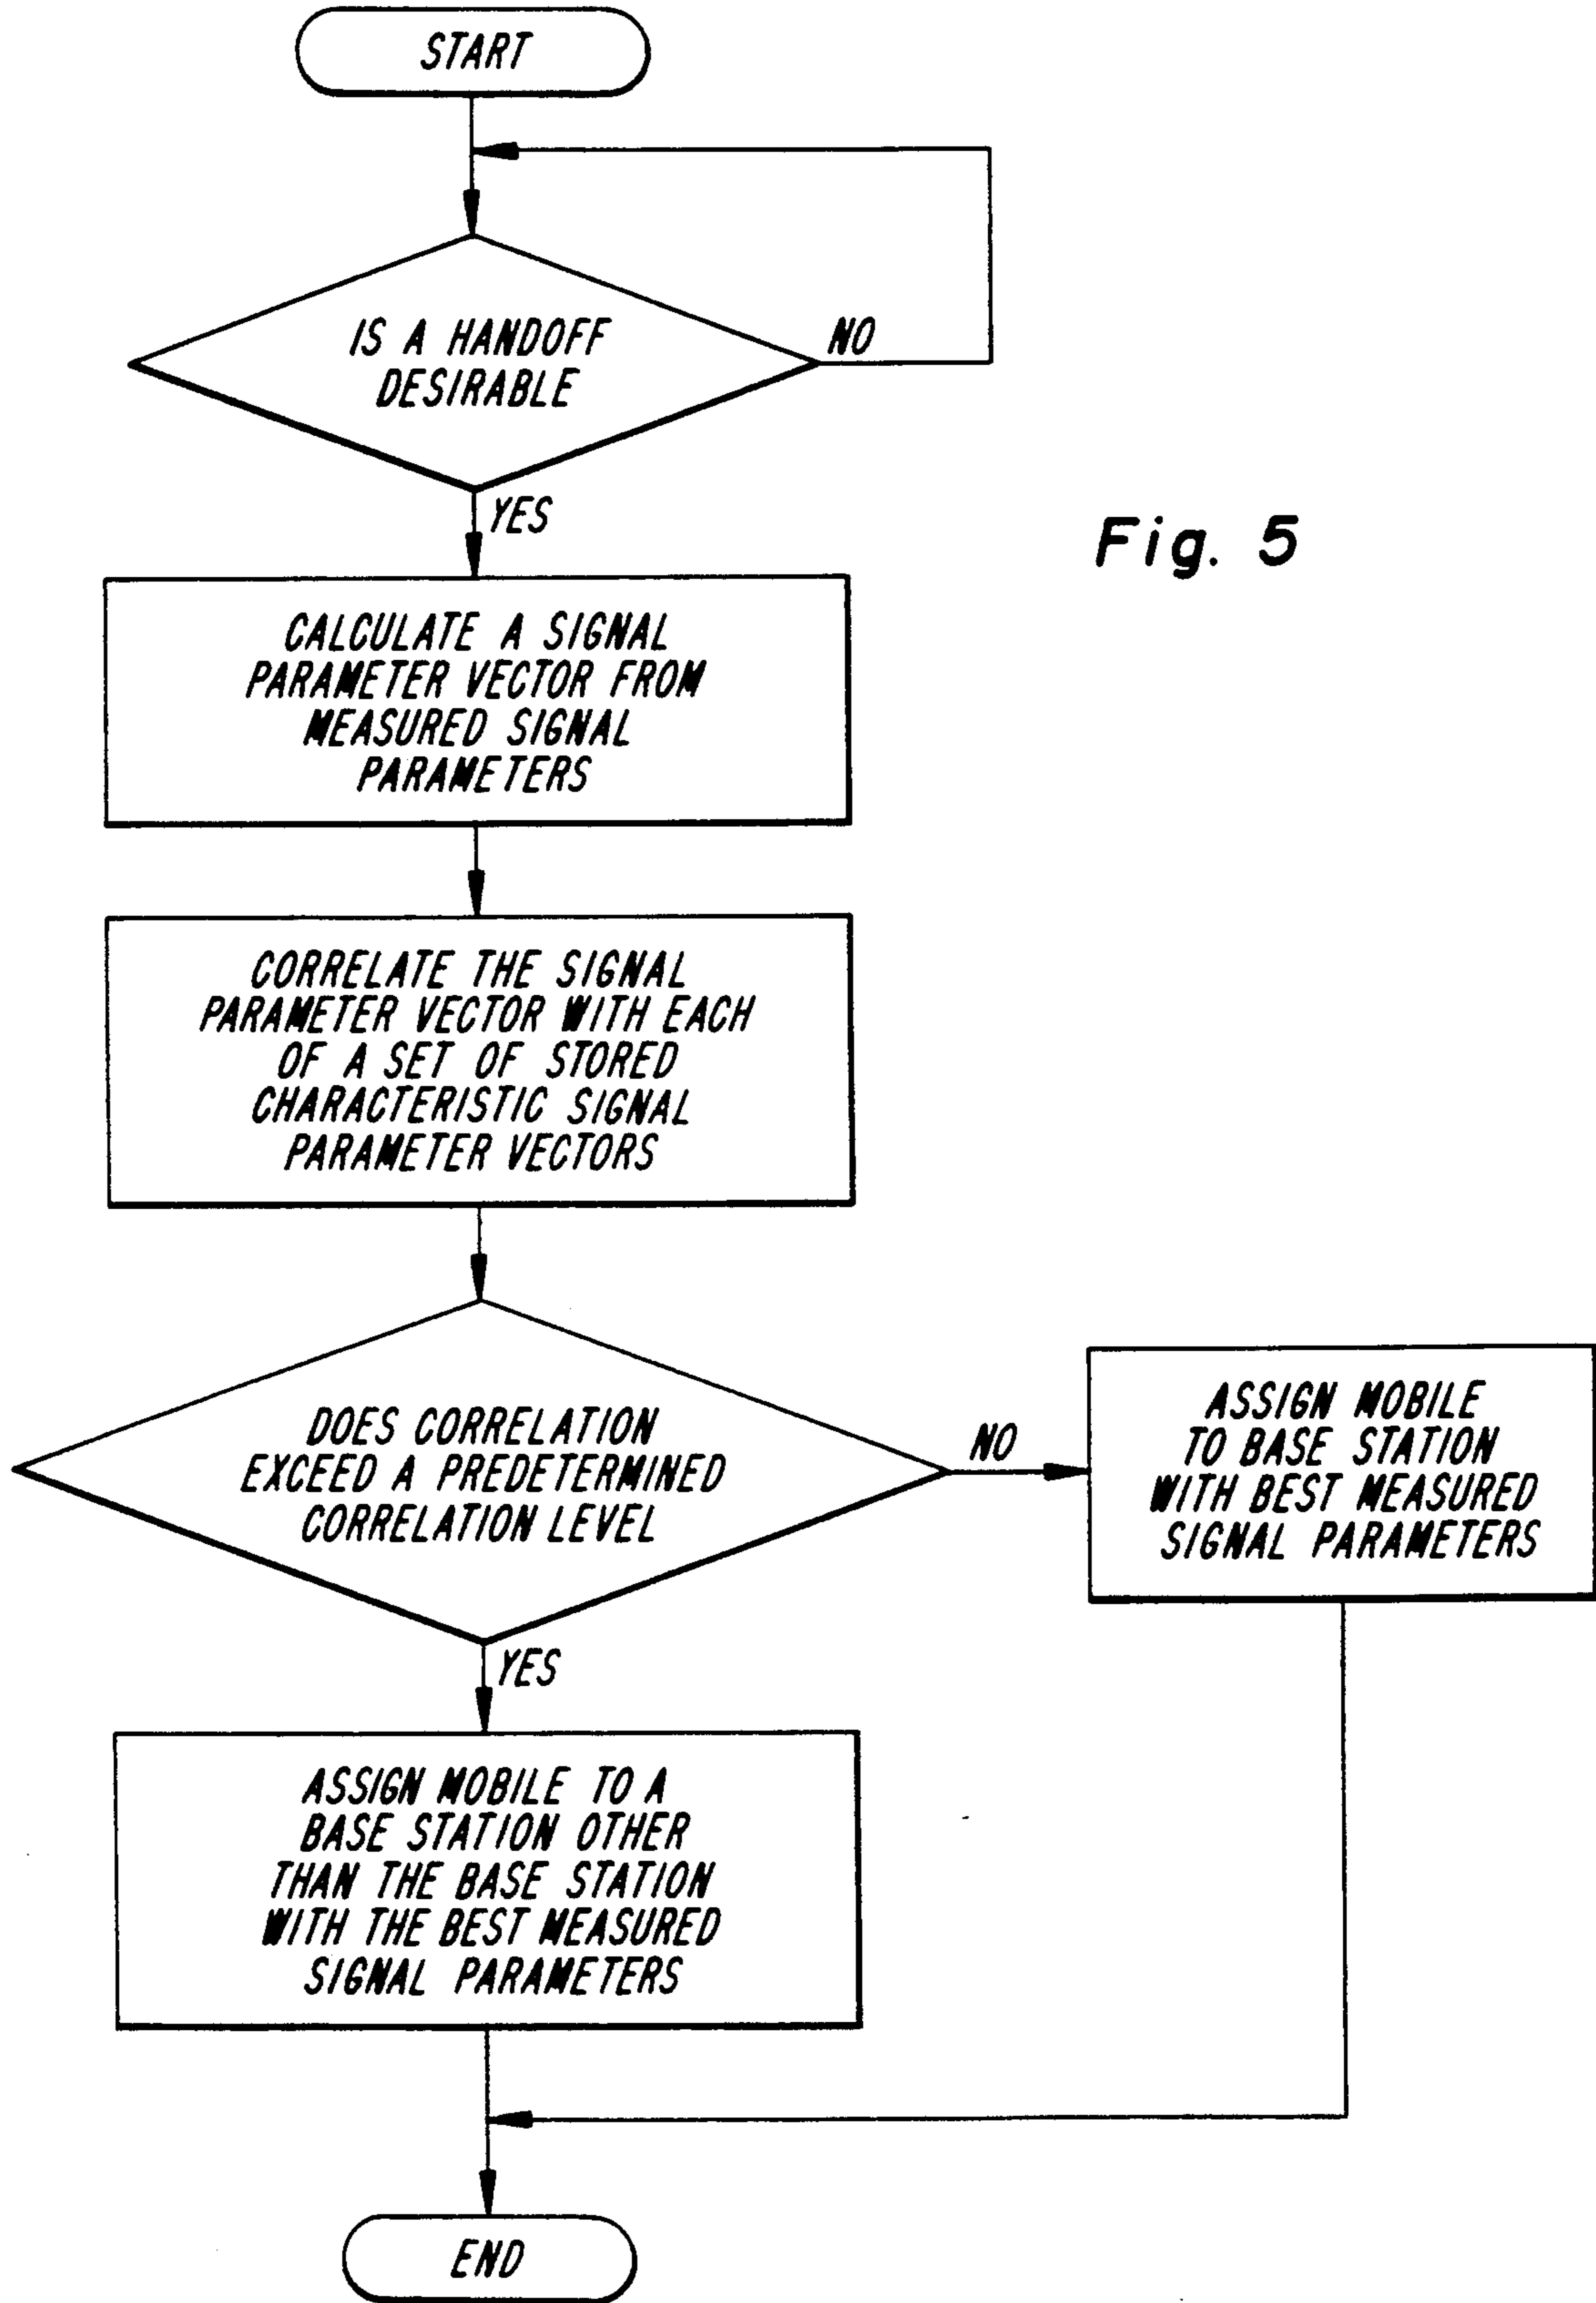 START
IS A HANDOFF
DESIRABLE
NO
YES
Fig. 5
CALCULATE A SIGNAL
PARAMETER VECTOR FROM
MEASURED SIGNAL
PARAMETERS
CORRELATE THE SIGNAL
PARAMETER VECTOR WITH EACH
OF A SET OF STORED
CHARACTERISTIC SIGNAL
PARAMETER VECTORS
DOES CORRELATION
EXCEED A PREDETERMINED
CORRELATION LEVEL
NO
ASSIGN MOBILE
TO BASE STATION
WITH BEST MEASURED
SIGNAL PARAMETERS
YES
ASSIGN MOBILE TO A
BASE STATION OTHER
THAN THE BASE STATION
WITH THE BEST MEASURED
SIGNAL PARAMETERS
END